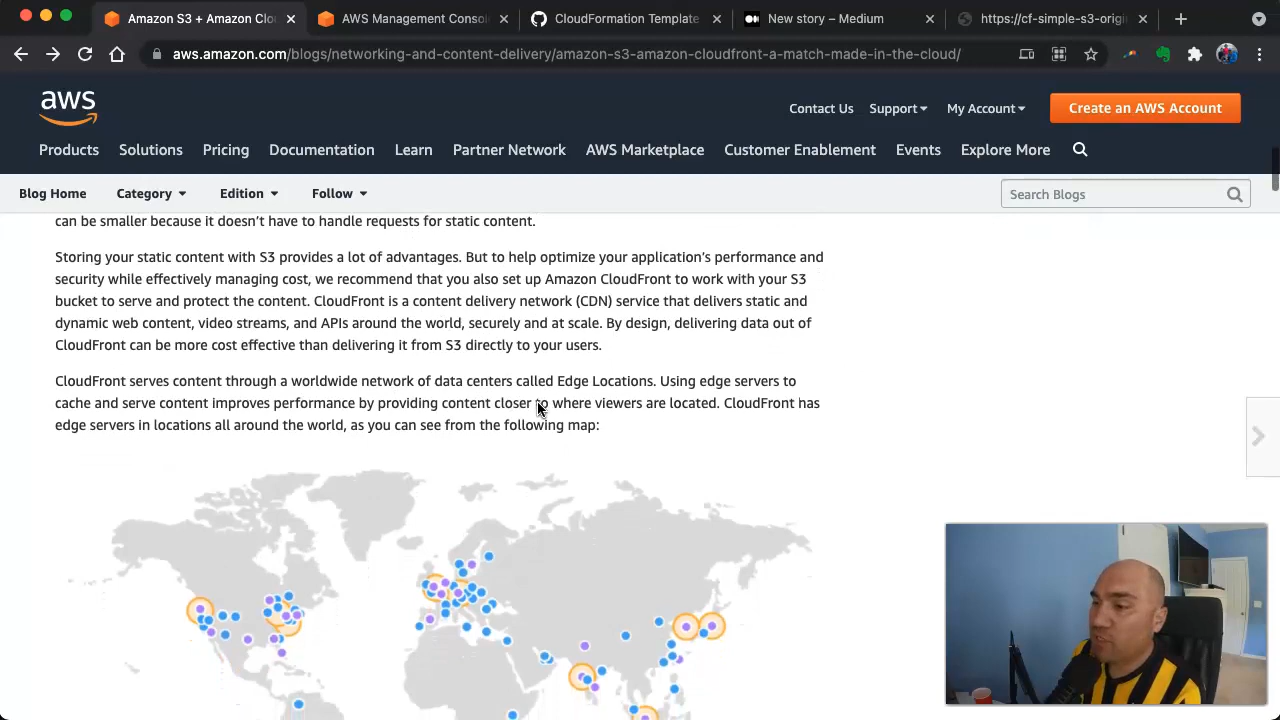 Amazon S3 + Amazon Clo
AWS Management Consol
CloudFormation Template
New story – Medium
https://cf-simple-s3-origi
aws.amazon.com/blogs/networking-and-content-delivery/amazon-s3-amazon-cloudfront-a-match-made-in-the-cloud/
aws
Contact Us Support My Account Create an AWS Account
Products Solutions Pricing Documentation Learn Partner Network AWS Marketplace Customer Enablement Events Explore More
Blog Home Category Edition Follow Search Blogs
can be smaller because it doesn’t have to handle requests for static content.
Storing your static content with S3 provides a lot of advantages. But to help optimize your application’s performance and
security while effectively managing cost, we recommend that you also set up Amazon CloudFront to work with your S3
bucket to serve and protect the content. CloudFront is a content delivery network (CDN) service that delivers static and
dynamic web content, video streams, and APIs around the world, securely and at scale. By design, delivering data out of
CloudFront can be more cost effective than delivering it from S3 directly to your users.
CloudFront serves content through a worldwide network of data centers called Edge Locations. Using edge servers to
cache and serve content improves performance by providing content closer to where viewers are located. CloudFront has
edge servers in locations all around the world, as you can see from the following map: